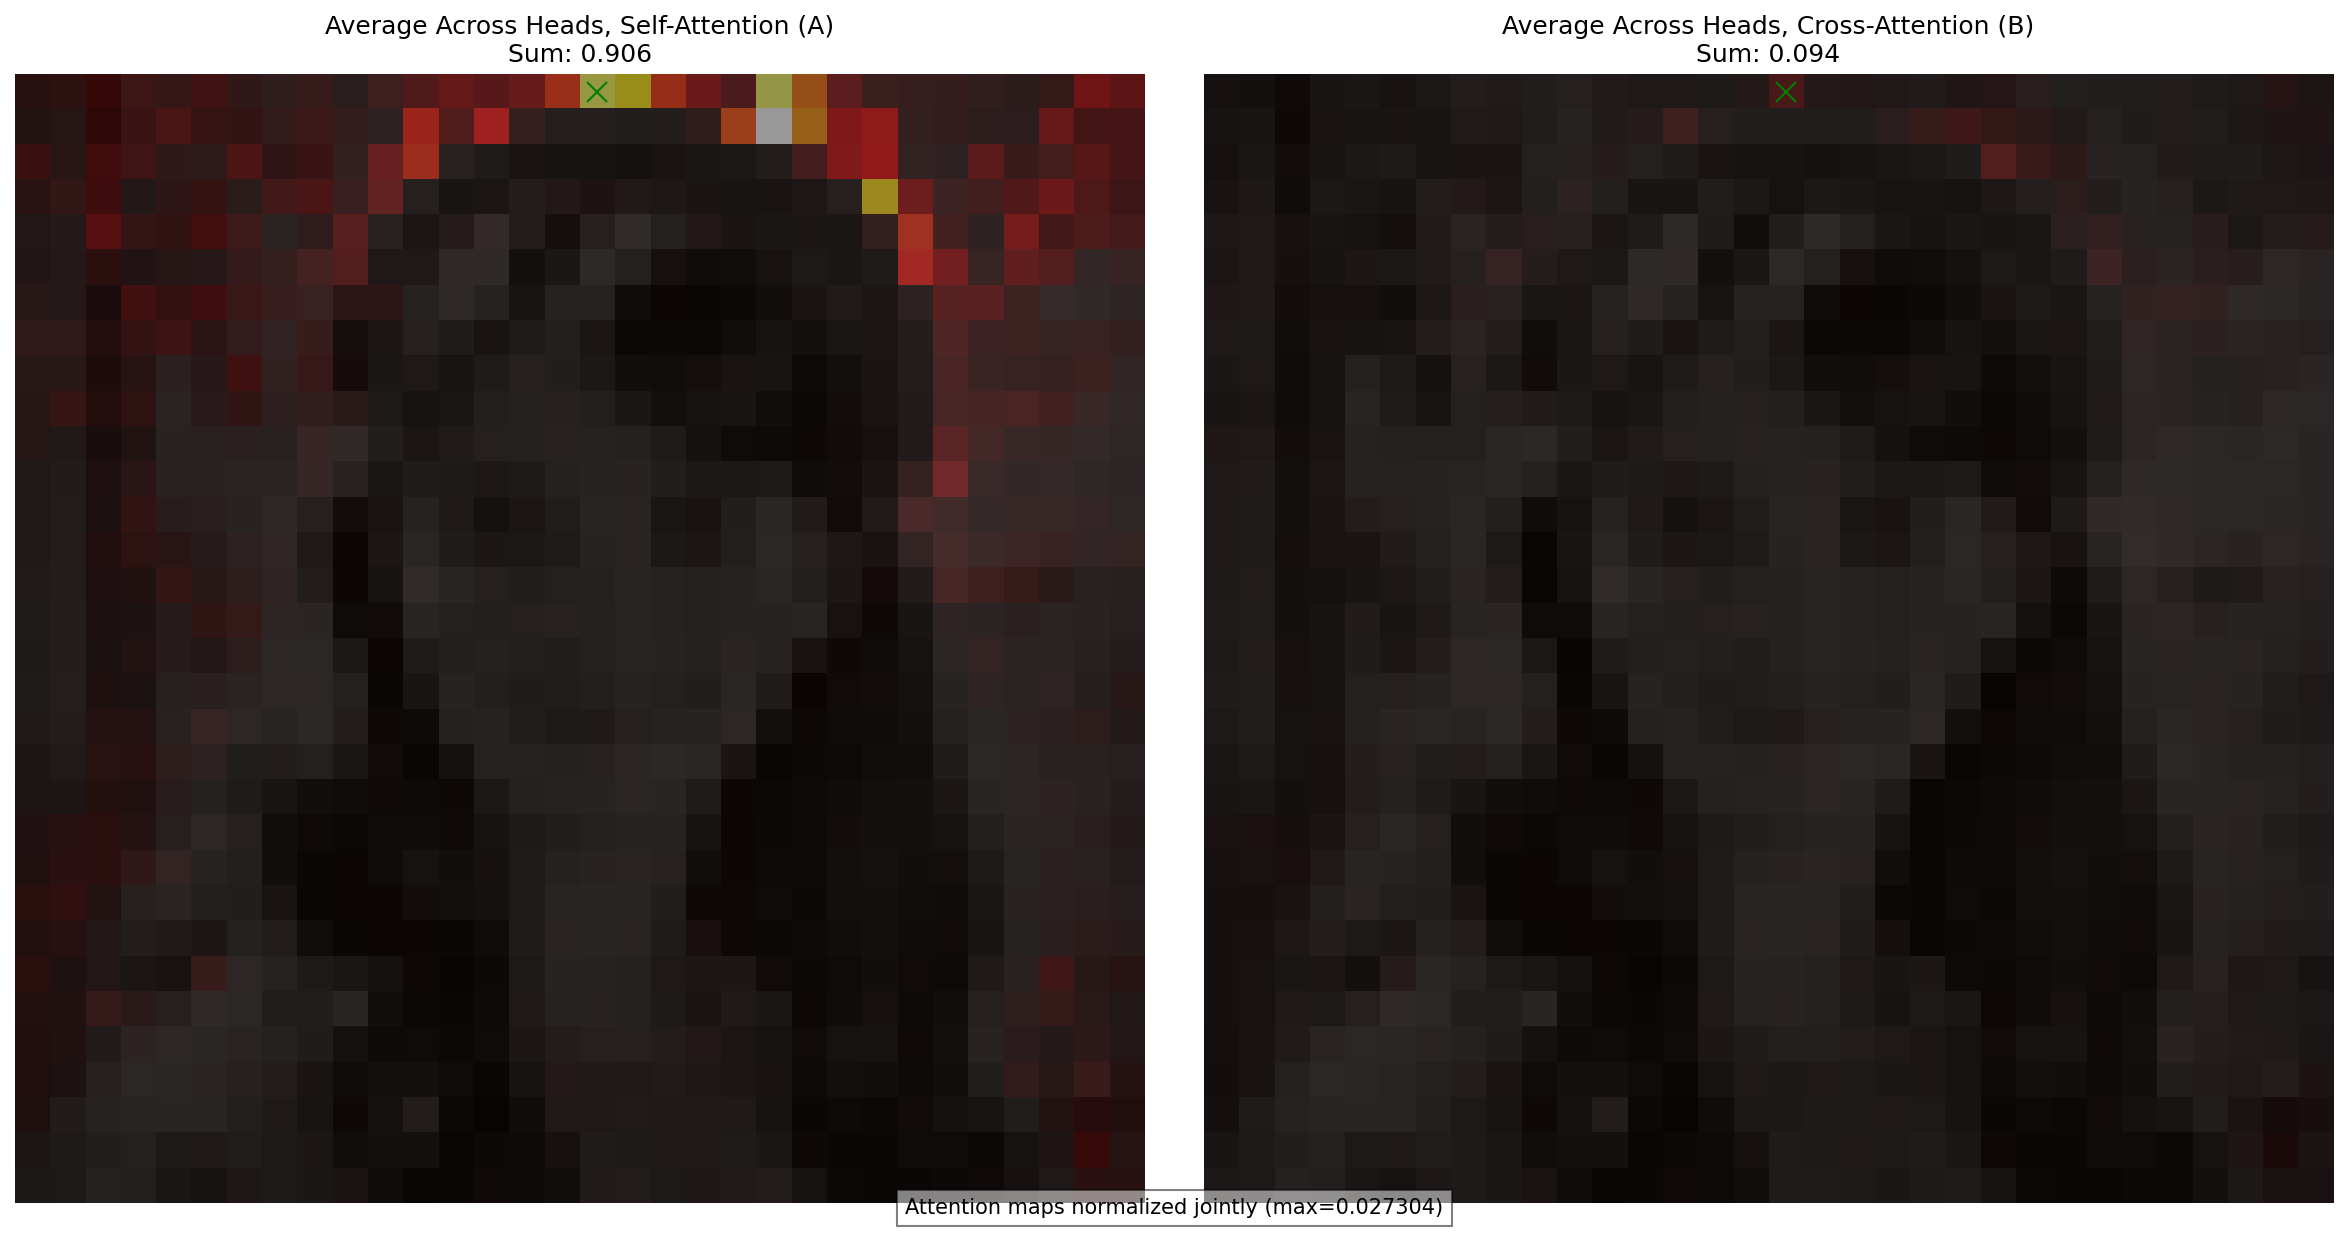 Average Across Heads, Self-Attention (A)
Sum: 0.906
Average Across Heads, Cross-Attention (B)
Sum: 0.094
Attention maps normalized jointly (max=0.027304)